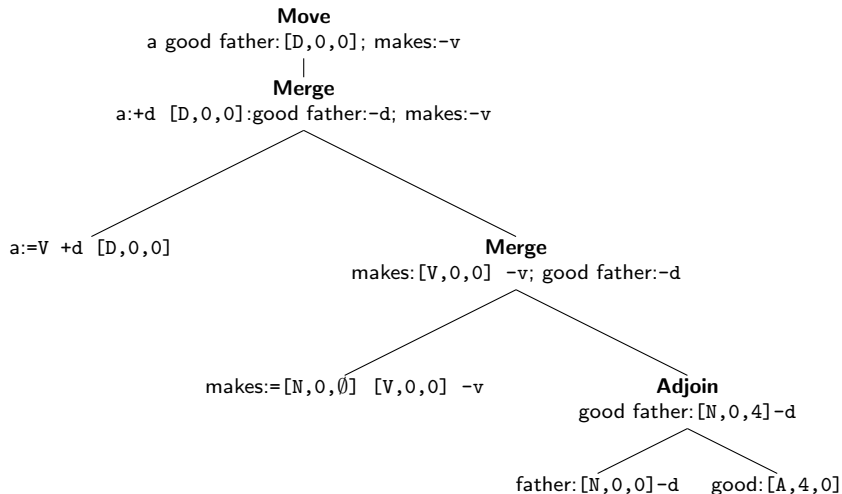 Move
a good father:[D,0,0]; makes:-v
Merge
a:+d [D,0,0]:good father:-d; makes:-v
a:=V +d [D,0,0]
Merge
makes:[V,0,0] -v; good father:-d
makes:=[N,0,∅] [V,0,0] -v
Adjoin
good father:[N,0,4]-d
father:[N,0,0]-d
good:[A,4,0]